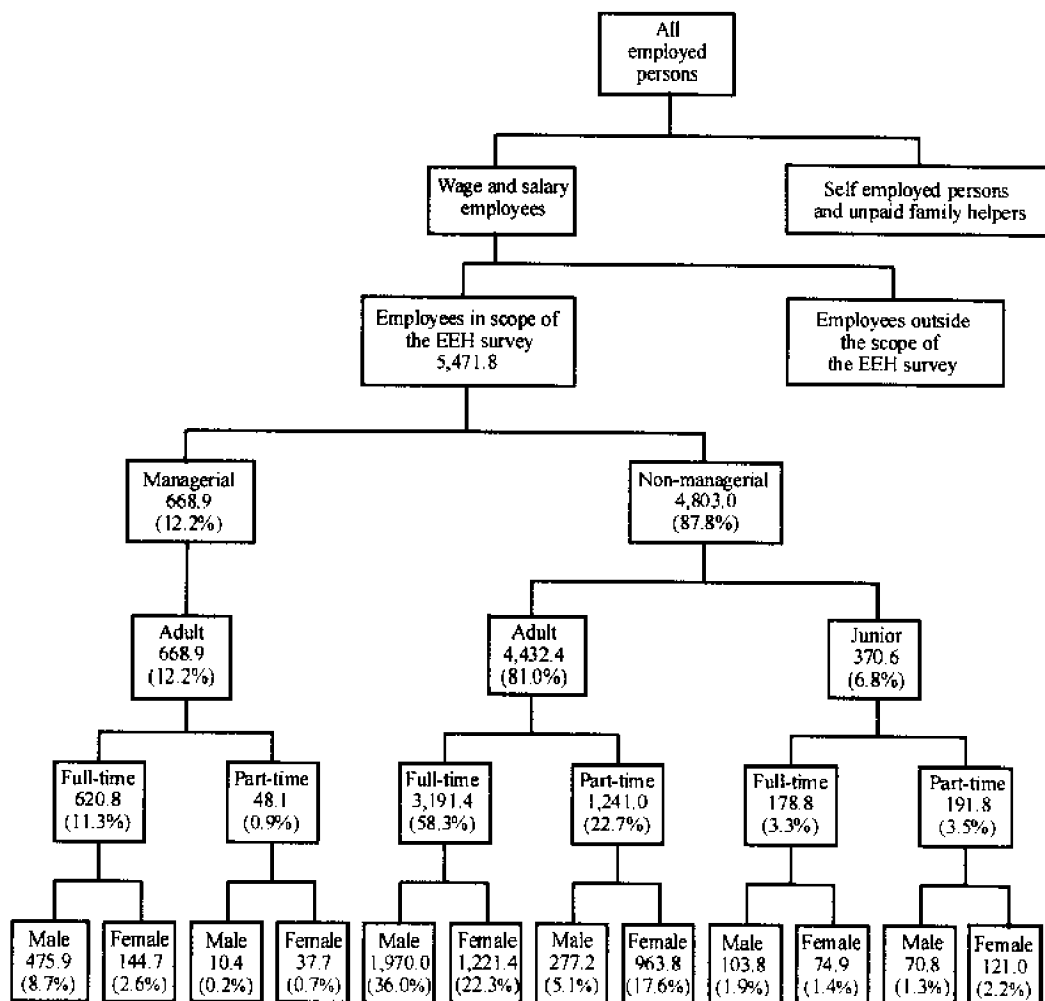 All
employed
persons
Wage and salary
employees
Self employed persons
and unpaid family helpers
Employees in scope of
the EEH survey
5,471.8
Employees outside
the scope of
the EEH survey
Managerial
668.9
(12.2%)
Non-managerial
4,803.0
(87.8%)
Adult
668.9
(12.2%)
Adult
4,432.4
(81.0%)
Junior
370.6
(6.8%)
Full-time
620.8
(11.3%)
Part-time
48.1
(0.9%)
Full-time
3,191.4
(58.3%)
Part-time
1,241.0
(22.7%)
Full-time
178.8
(3.3%)
Part-time
191.8
(3.5%)
Male
475.9
(8.7%)
Female
144.7
(2.6%)
Male
10.4
(0.2%)
Female
37.7
(0.7%)
Male
1,970.0
(36.0%)
Female
1,221.4
(22.3%)
Male
277.2
(5.1%)
Female
963.8
(17.6%)
Male
103.8
(1.9%)
Female
74.9
(1.4%)
Male
70.8
(1.3%)
Female
121.0
(2.2%)